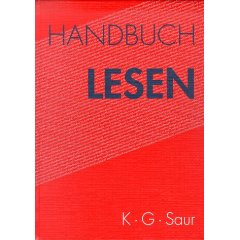 HANDBUCH
LESEN
K · G · Saur